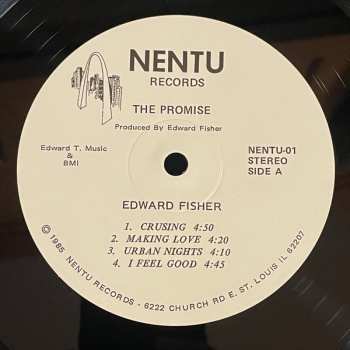 NENTU
RECORDS
THE PROMISE
Produced By Edward Fisher
Edward T. Music
&
BMI
NENTU-01
STEREO
SIDE A
EDWARD FISHER
1. CRUSING 4:50
2. MAKING LOVE 4:20
3. URBAN NIGHTS 4:10
4. I FEEL GOOD 4:45
© 1985 NENTU RECORDS - 6222 CHURCH RD E. ST. LOUIS IL 62207